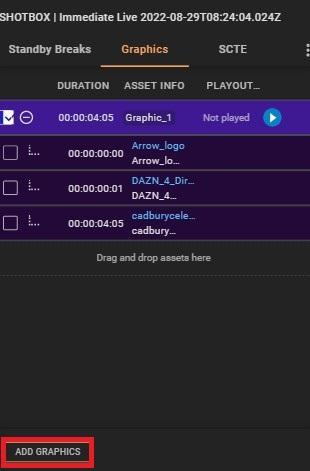 SHOTBOX | Immediate Live 2022-08-29T08:24:04.024Z
Standby Breaks Graphics SCTE
DURATION ASSET INFO PLAYOUT...
00:00:04:05 Graphic_1 Not played
00:00:00:00 Arrow_logo
Arrow_lo...
00:00:00:01 DAZN_4_Dir...
DAZN_4...
00:00:04:05 cadburycele...
cadbury...
Drag and drop assets here
ADD GRAPHICS